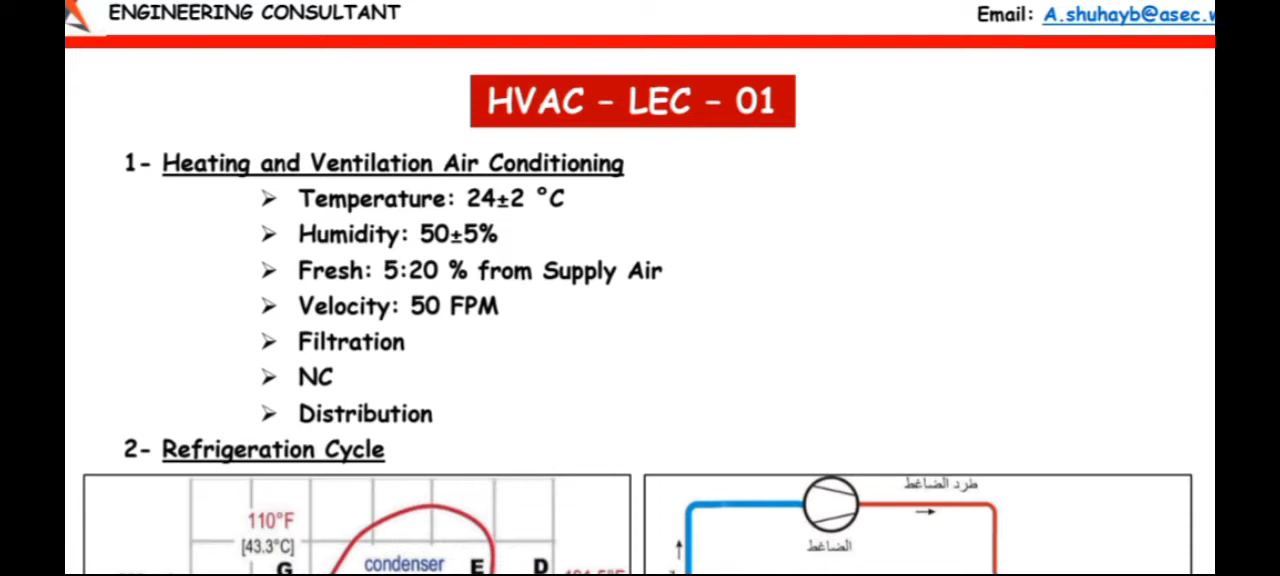 ENGINEERING CONSULTANT
Email: A.shuhayb@asec.
HVAC – LEC – 01
1- Heating and Ventilation Air Conditioning
➢ Temperature: 24±2 °C
➢ Humidity: 50±5%
➢ Fresh: 5:20 % from Supply Air
➢ Velocity: 50 FPM
➢ Filtration
➢ NC
➢ Distribution
2- Refrigeration Cycle
طرد الضاغط
110°F
[43.3°C]
الضاغط
condenser
G
E
D